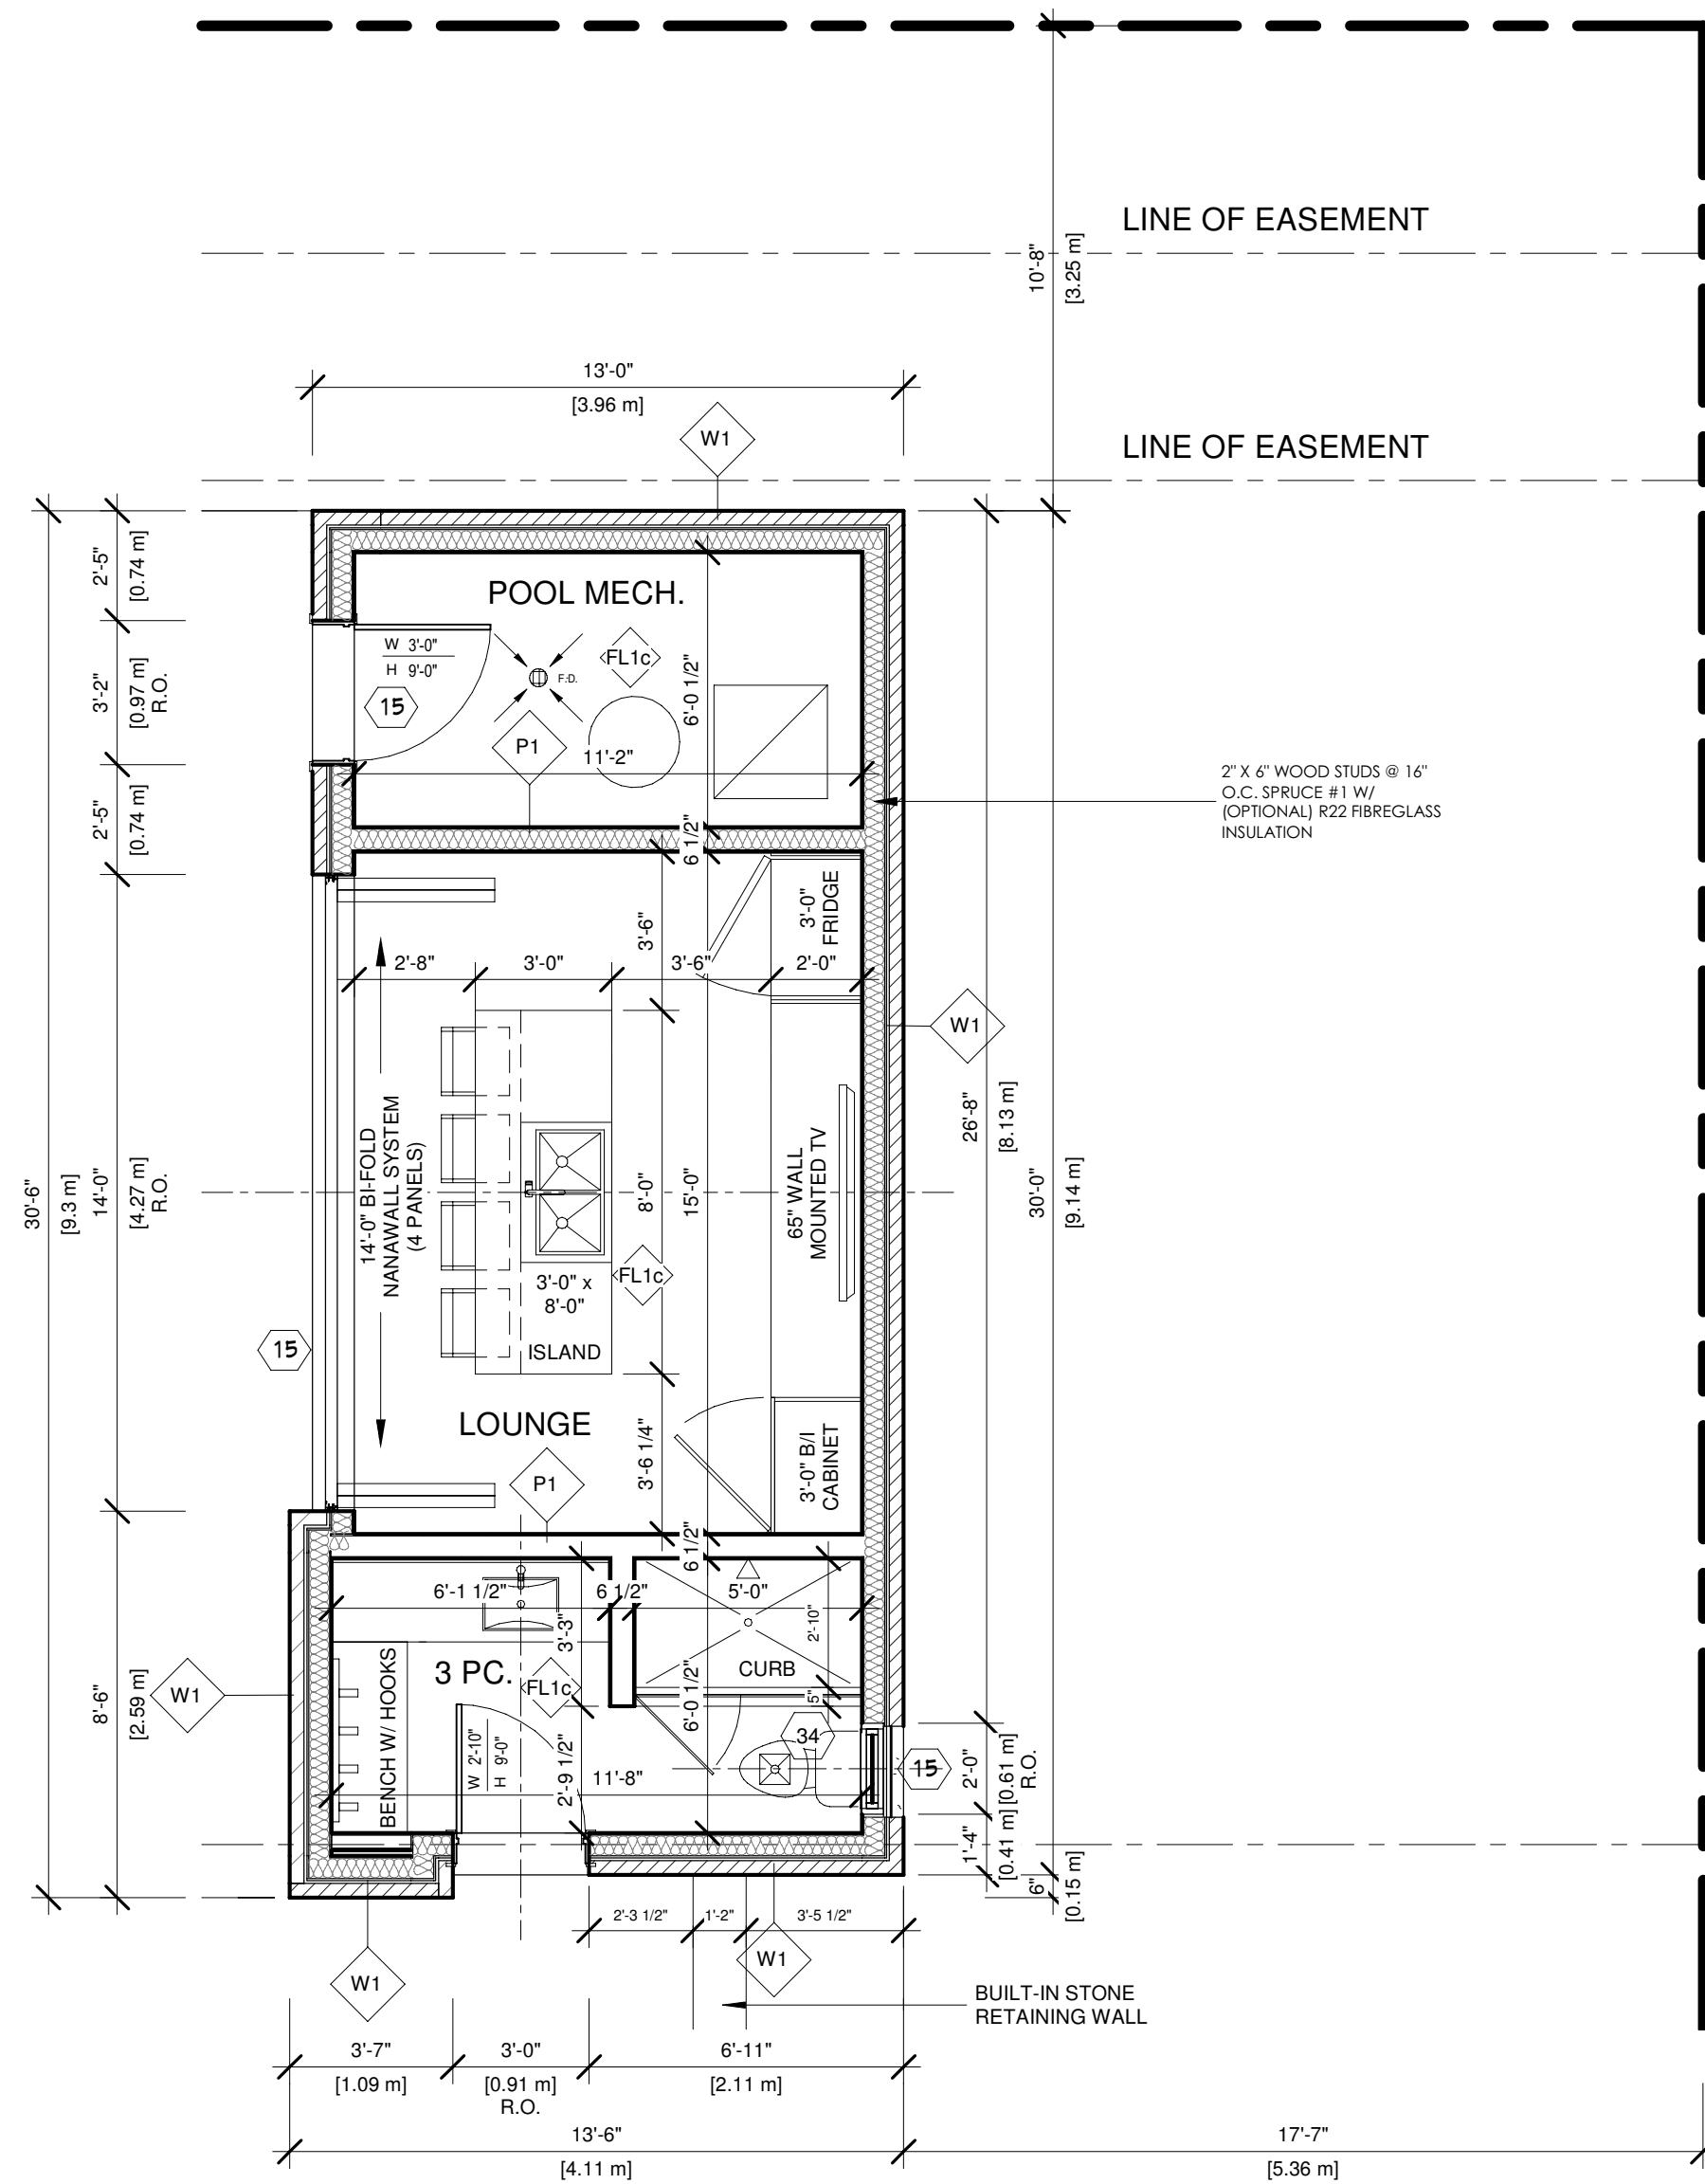 LINE OF EASEMENT
10'-8"
[3.25 m]
13'-0"
[3.96 m]
W1
LINE OF EASEMENT
2'-5"
[0.74 m]
POOL MECH.
W 3'-0"
H 9'-0"
15
F.D.
FL1c
6'-0 1/2"
3'-2"
[0.97 m]
R.O.
P1
11'-2"
2" X 6" WOOD STUDS @ 16"
O.C. SPRUCE #1 W/
(OPTIONAL) R22 FIBREGLASS
INSULATION
2'-5"
[0.74 m]
6 1/2"
3'-0"
FRIDGE
3'-6"
2'-8"
3'-0"
3'-6"
2'-0"
W1
26'-8"
[8.13 m]
30'-6"
[9.3 m]
14'-0"
[4.27 m]
R.O.
14'-0" BI-FOLD
NANAWALL SYSTEM
(4 PANELS)
8'-0"
15'-0"
65" WALL
MOUNTED TV
30'-0"
[9.14 m]
3'-0" x
8'-0"
FL1c
ISLAND
15
LOUNGE
3'-6 1/4"
3'-0" B/I
CABINET
P1
6 1/2"
6'-1 1/2"
6 1/2"
5'-0"
3'-3"
2'-10"
8'-6"
[2.59 m]
W1
BENCH W/ HOOKS
3 PC.
FL1c
CURB
6'-0 1/2"
5"
34
W 2'-10"
H 9'-0"
2'-9 1/2"
11'-8"
15
2'-0"
[0.61 m]
R.O.
1'-4"
[0.41 m]
6"
[0.15 m]
2'-3 1/2"
1'-2"
3'-5 1/2"
W1
W1
BUILT-IN STONE
RETAINING WALL
3'-7"
[1.09 m]
3'-0"
[0.91 m]
R.O.
6'-11"
[2.11 m]
13'-6"
[4.11 m]
17'-7"
[5.36 m]